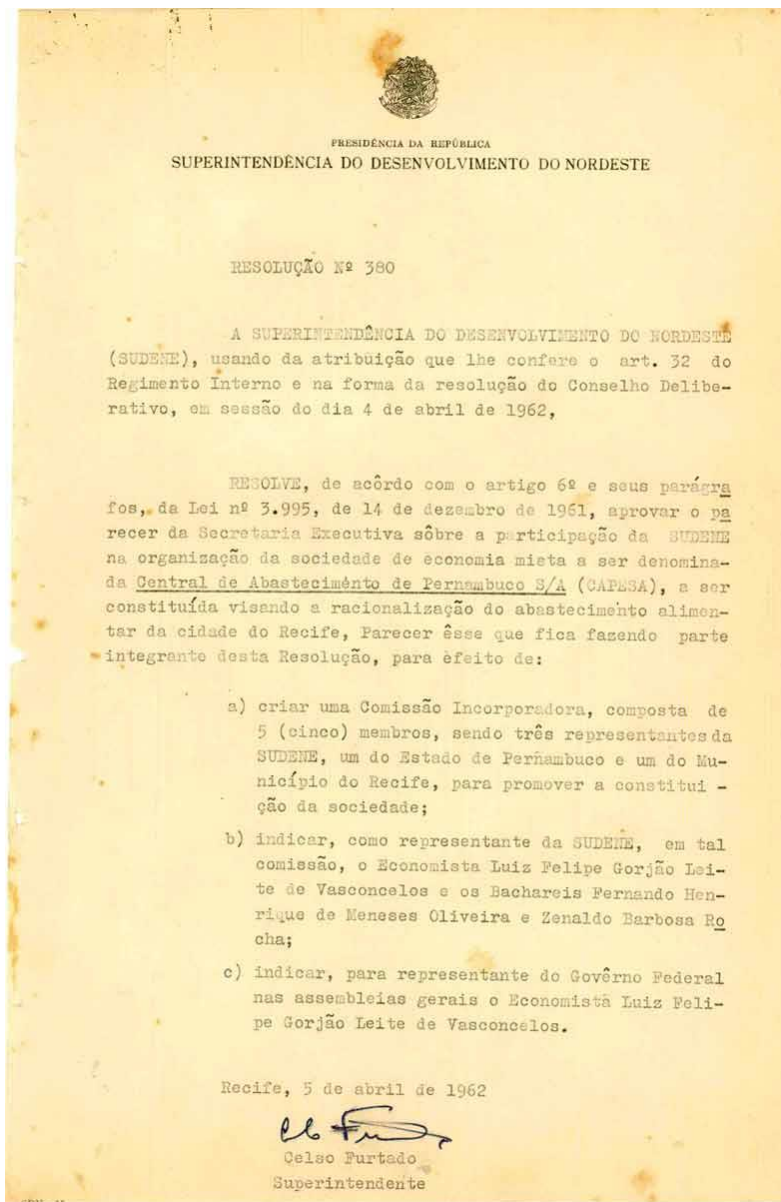 PRESIDÊNCIA DA REPÚBLICA
SUPERINTENDÊNCIA DO DESENVOLVIMENTO DO NORDESTE
RESOLUÇÃO Nº 380
A SUPERINTENDÊNCIA DO DESENVOLVIMENTO DO NORDESTE
(SUDENE), usando da atribuição que lhe confere o art. 32 do
Regimento Interno e na forma da resolução do Conselho Delibe-
rativo, em sessão do dia 4 de abril de 1962,
RESOLVE, de acôrdo com o artigo 6º e seus parágra
fos, da Lei nº 3.995, de 14 de dezembro de 1961, aprovar o pa
recer da Secretaria Executiva sôbre a participação da SUDENE
na organização da sociedade de economia mista a ser denomina-
da Central de Abastecimento de Pernambuco S/A (CAPESA), a ser
constituída visando a racionalização do abastecimento alimen-
tar da cidade do Recife, Parecer êsse que fica fazendo parte
integrante desta Resolução, para efeito de:
a) criar uma Comissão Incorporadora, composta de
5 (cinco) membros, sendo três representantes da
SUDENE, um do Estado de Pernambuco e um do Mu-
nicípio do Recife, para promover a constitui -
ção da sociedade;
b) indicar, como representante da SUDENE, em tal
comissão, o Economista Luiz Felipe Gorjão Lei-
te de Vasconcelos e os Bachareis Fernando Hen-
rique de Meneses Oliveira e Zenaldo Barbosa Ro
cha;
c) indicar, para representante do Govêrno Federal
nas assembleias gerais o Economista Luiz Feli-
pe Gorjão Leite de Vasconcelos.
Recife, 5 de abril de 1962
Celso Furtado
Superintendente